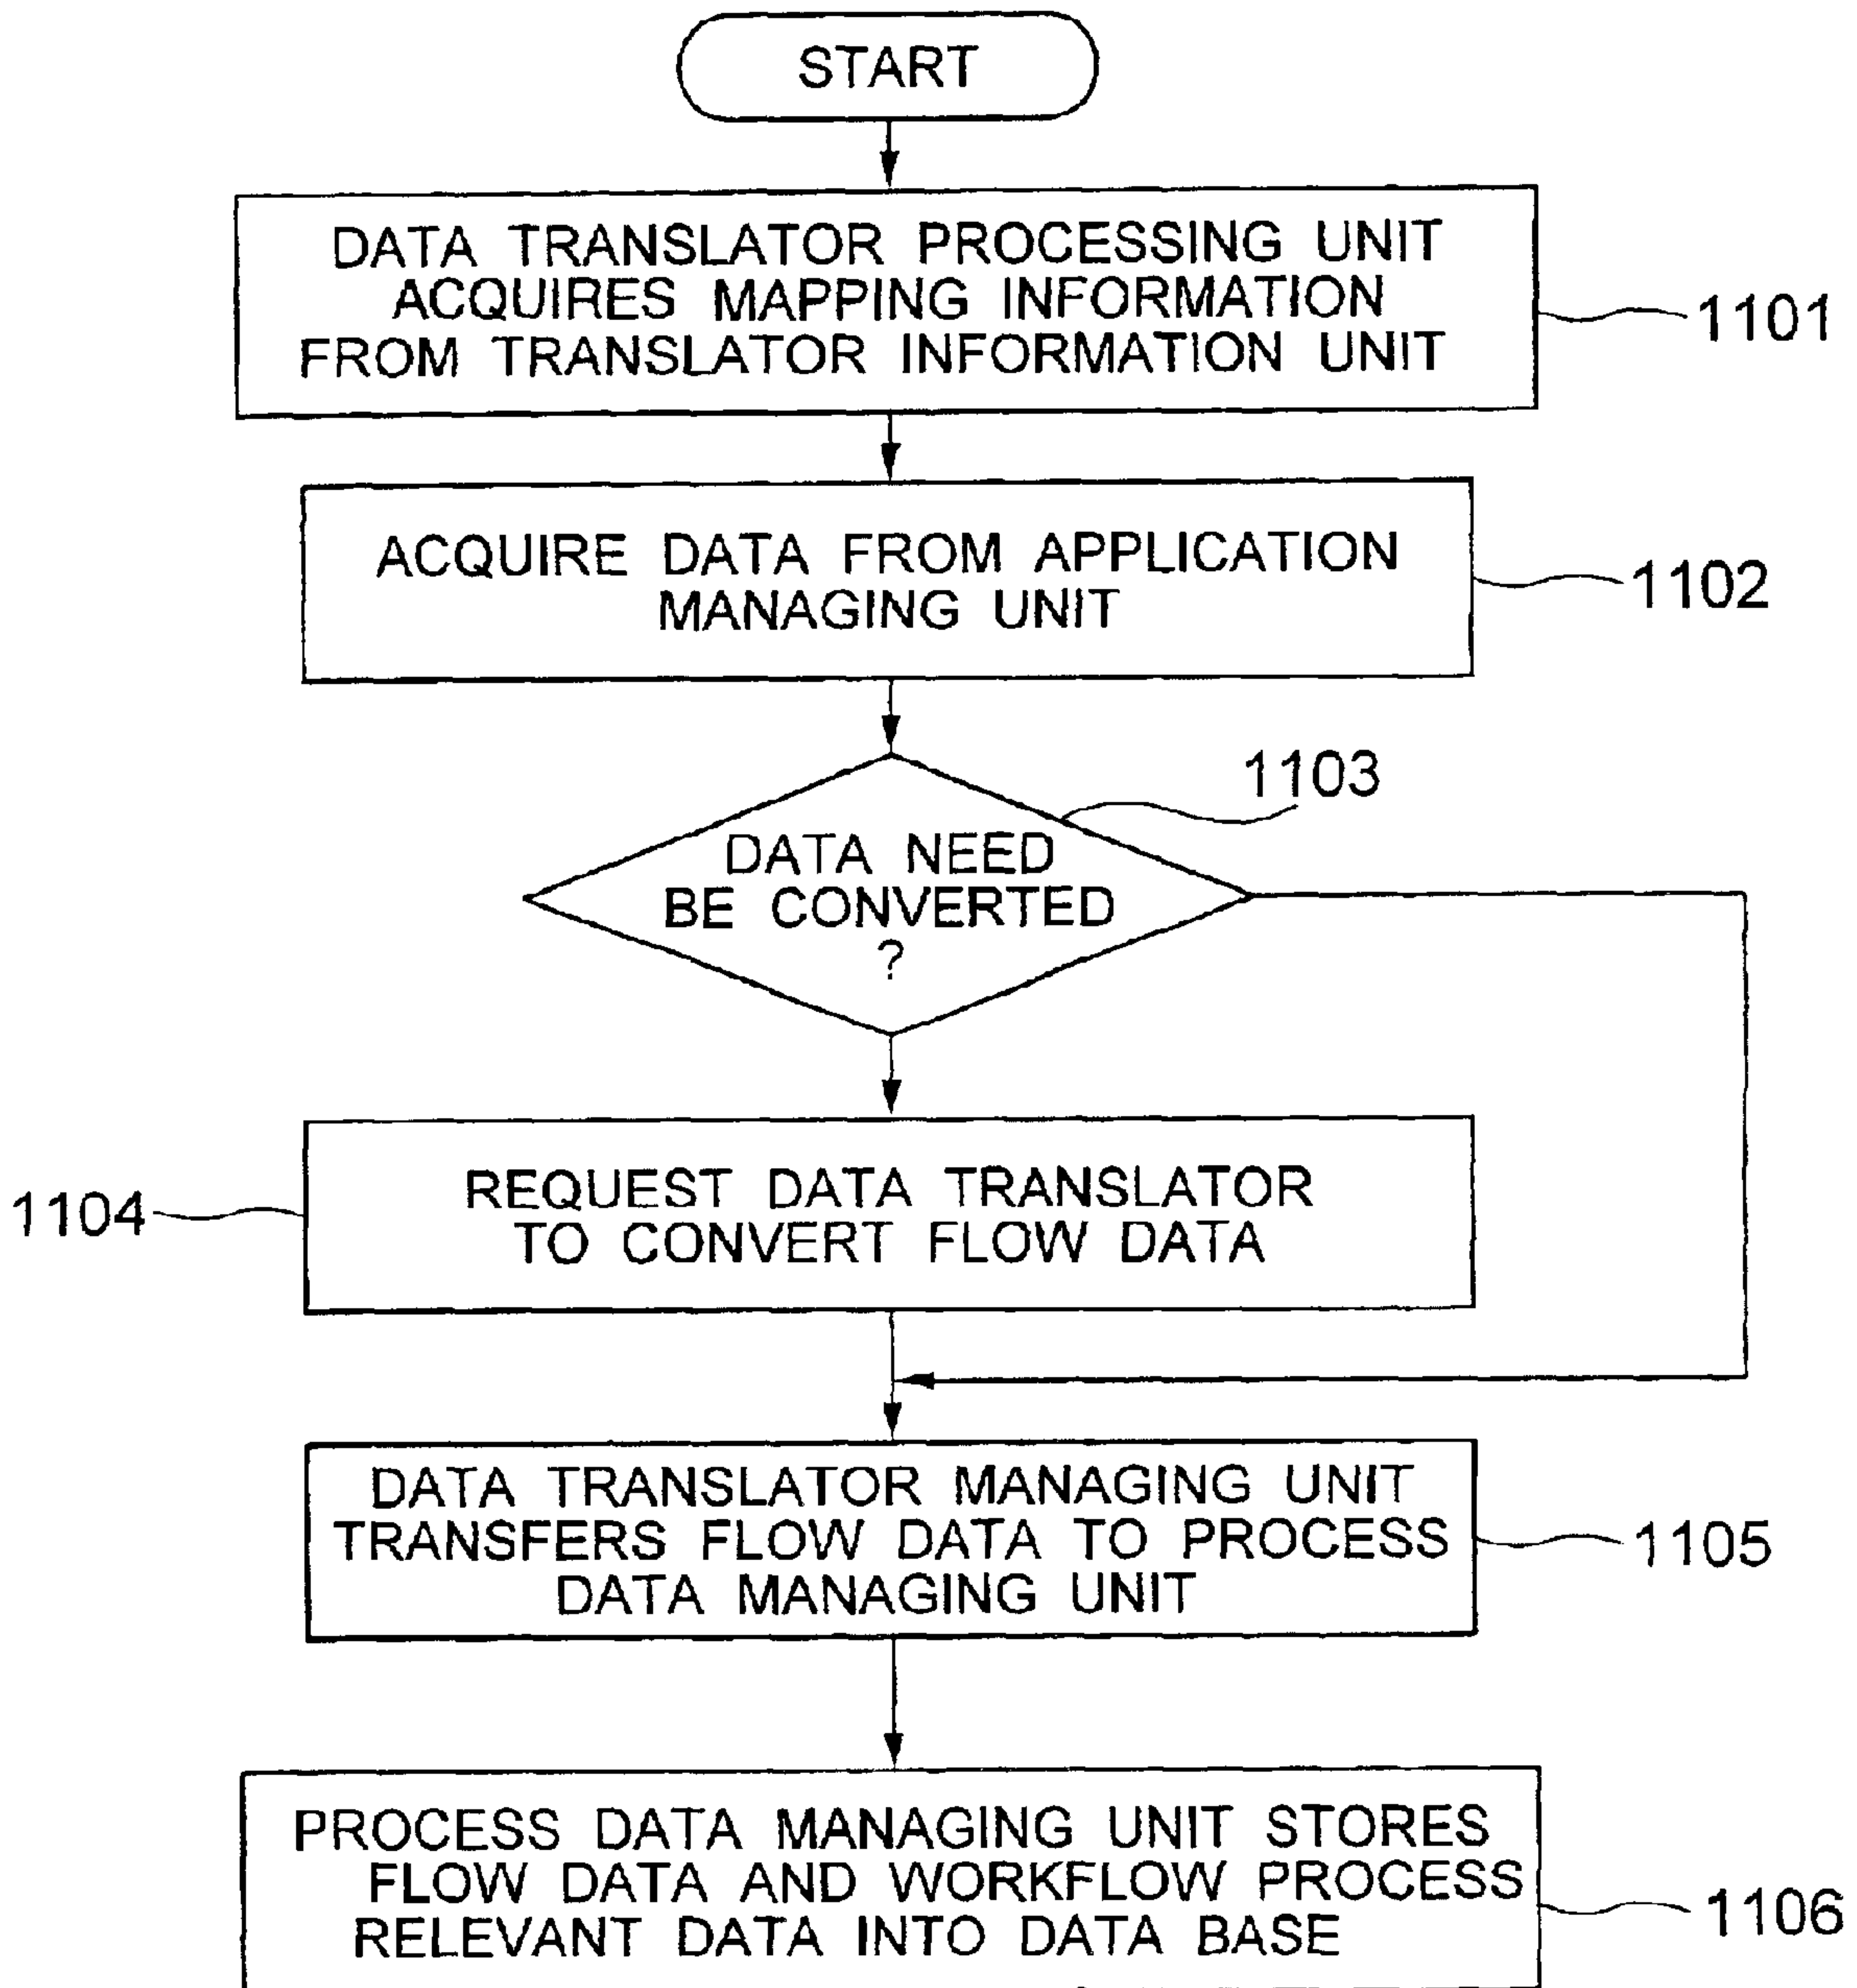 START
DATA TRANSLATOR PROCESSING UNIT
ACQUIRES MAPPING INFORMATION
FROM TRANSLATOR INFORMATION UNIT
1101
ACQUIRE DATA FROM APPLICATION
MANAGING UNIT
1102
1103
DATA NEED
BE CONVERTED
?
1104
REQUEST DATA TRANSLATOR
TO CONVERT FLOW DATA
DATA TRANSLATOR MANAGING UNIT
TRANSFERS FLOW DATA TO PROCESS
DATA MANAGING UNIT
1105
PROCESS DATA MANAGING UNIT STORES
FLOW DATA AND WORKFLOW PROCESS
RELEVANT DATA INTO DATA BASE
1106